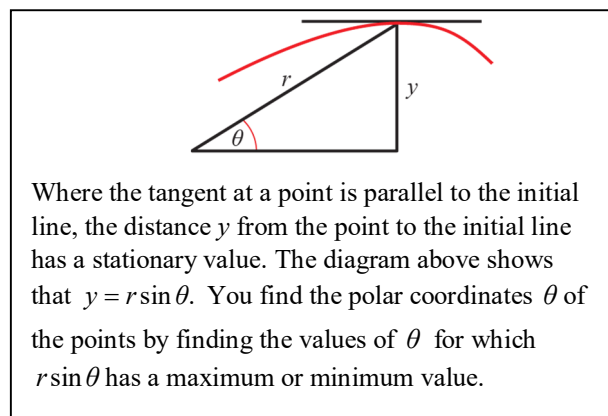 r
y
θ
Where the tangent at a point is parallel to the initial
line, the distance y from the point to the initial line
has a stationary value. The diagram above shows
that y = r sin θ. You find the polar coordinates θ of
the points by finding the values of θ for which
r sin θ has a maximum or minimum value.